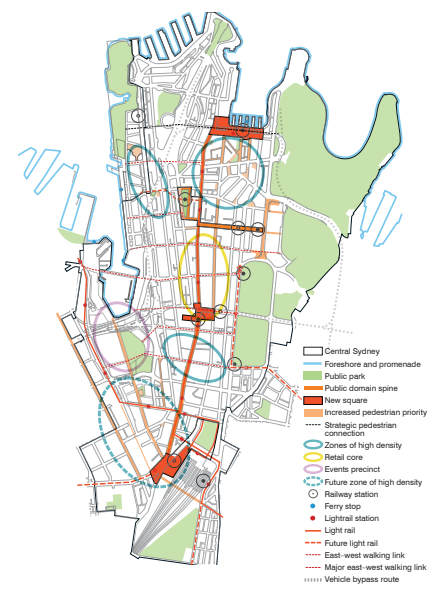 Central Sydney
Foreshore and promenade
Public park
Public domain spine
New square
Increased pedestrian priority
Strategic pedestrian
connection
Zones of high density
Retail core
Events precinct
Future zone of high density
Railway station
Ferry stop
Lightrail station
Light rail
Future light rail
East–west walking link
Major east–west walking link
Vehicle bypass route